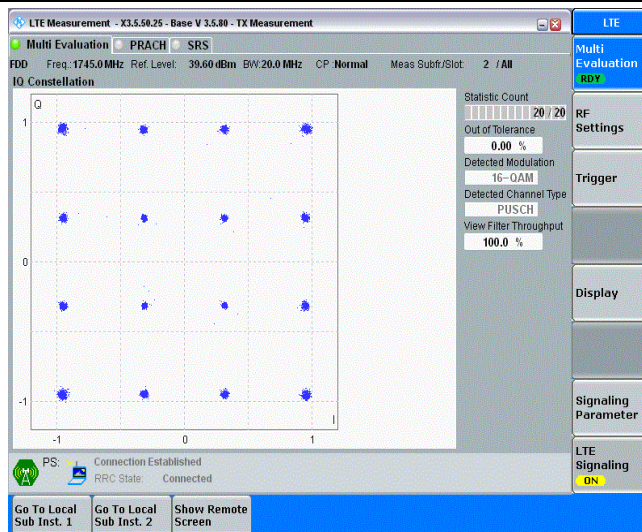 LTE Measurement - X3.5.50.25 - Base V 3.5.80 - TX Measurement
LTE
Multi Evaluation PRACH SRS
Multi
Evaluation
RDY
FDD Freq.:1745.0 MHz Ref. Level: 39.60 dBm BW:20.0 MHz CP :Normal Meas Subfr./Slot: 2 / All
IQ Constellation
Q
1
0
-1
-1
0
1
I
Statistic Count
20 / 20
Out of Tolerance
0.00 %
Detected Modulation
16-QAM
Detected Channel Type
PUSCH
View Filter Throughput
100.0 %
RF
Settings
Trigger
Display
Signaling
Parameter
LTE
Signaling
ON
PS: Connection Established
RRC State: Connected
Go To Local
Sub Inst. 1
Go To Local
Sub Inst. 2
Show Remote
Screen